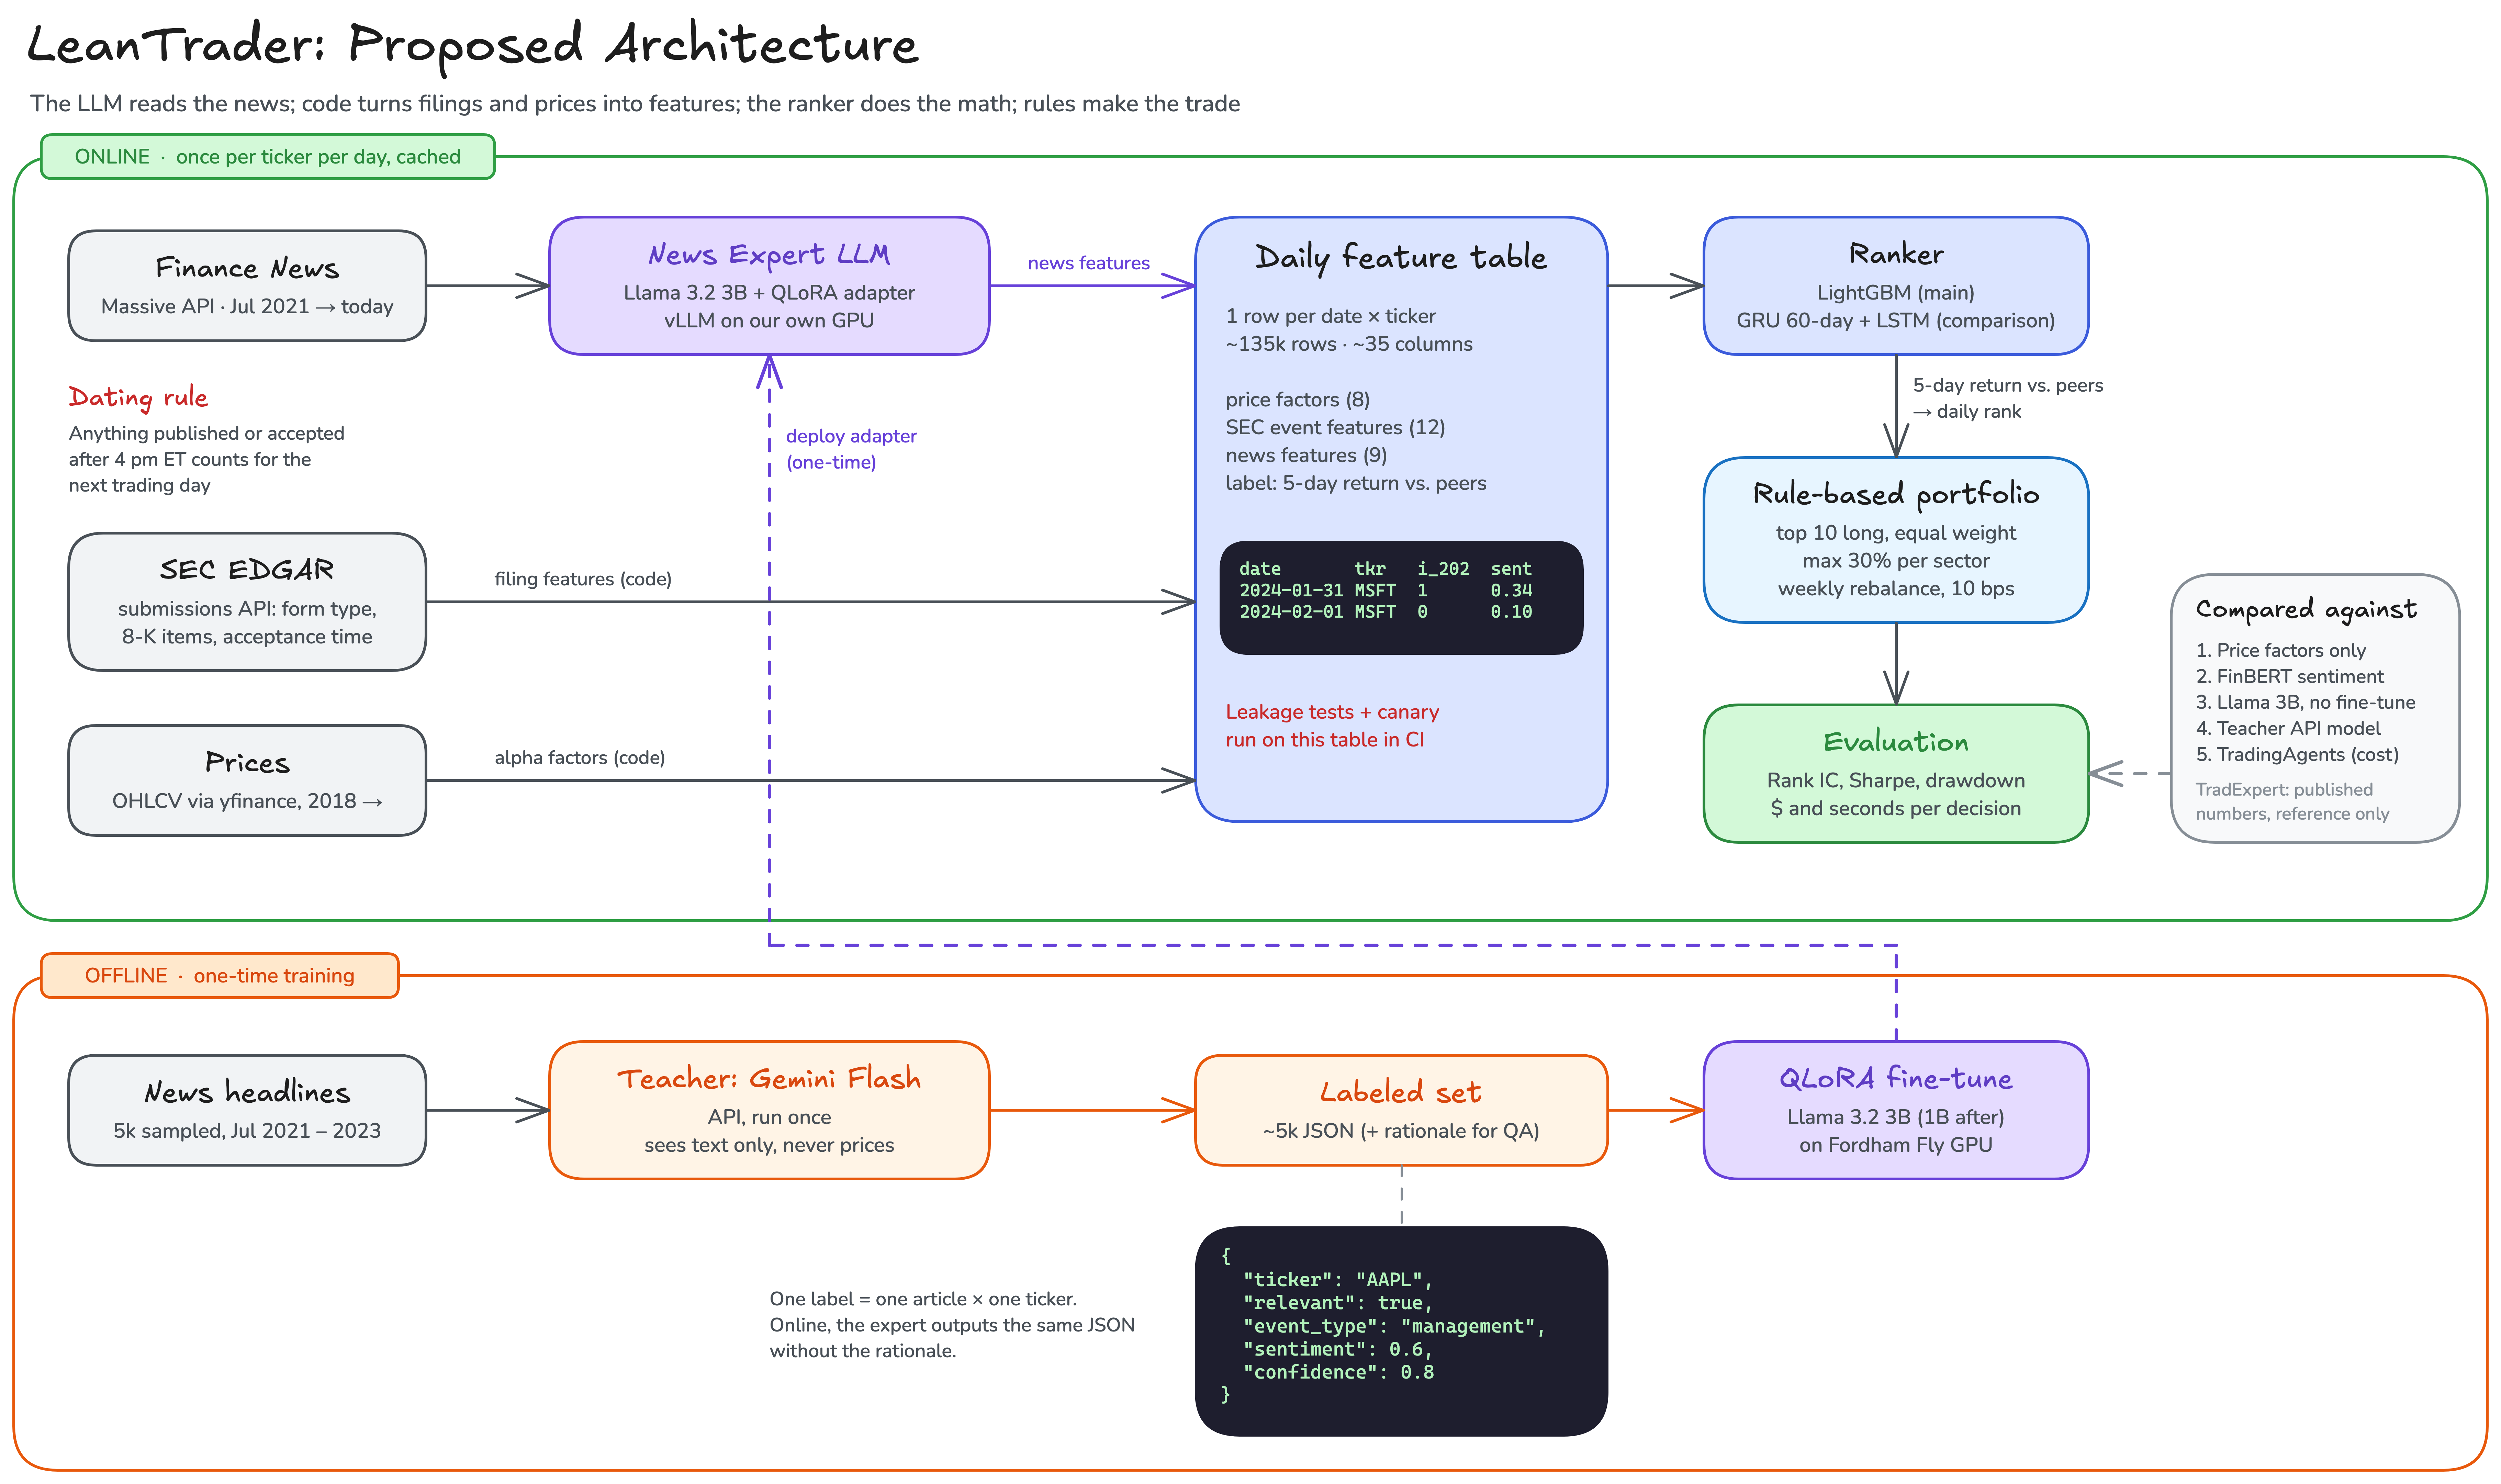 LeanTrader: Proposed Architecture
The LLM reads the news; code turns filings and prices into features; the ranker does the math; rules make the trade
ONLINE · once per ticker per day, cached
Finance News
Massive API · Jul 2021 → today
News Expert LLM
Llama 3.2 3B + QLoRA adapter
vLLM on our own GPU
news features
Dating rule
Anything published or accepted
after 4 pm ET counts for the
next trading day
deploy adapter
(one-time)
SEC EDGAR
submissions API: form type,
8-K items, acceptance time
filing features (code)
Prices
OHLCV via yfinance, 2018 →
alpha factors (code)
Daily feature table
1 row per date × ticker
~135k rows · ~35 columns
price factors (8)
SEC event features (12)
news features (9)
label: 5-day return vs. peers
date tkr i_202 sent
2024-01-31 MSFT 1 0.34
2024-02-01 MSFT 0 0.10
Leakage tests + canary
run on this table in CI
Ranker
LightGBM (main)
GRU 60-day + LSTM (comparison)
5-day return vs. peers
→ daily rank
Rule-based portfolio
top 10 long, equal weight
max 30% per sector
weekly rebalance, 10 bps
Evaluation
Rank IC, Sharpe, drawdown
$ and seconds per decision
Compared against
1. Price factors only
2. FinBERT sentiment
3. Llama 3B, no fine-tune
4. Teacher API model
5. TradingAgents (cost)
TradExpert: published
numbers, reference only
OFFLINE · one-time training
News headlines
5k sampled, Jul 2021 – 2023
Teacher: Gemini Flash
API, run once
sees text only, never prices
Labeled set
~5k JSON (+ rationale for QA)
QLoRA fine-tune
Llama 3.2 3B (1B after)
on Fordham Fly GPU
One label = one article × one ticker.
Online, the expert outputs the same JSON
without the rationale.
{
"ticker": "AAPL",
"relevant": true,
"event_type": "management",
"sentiment": 0.6,
"confidence": 0.8
}